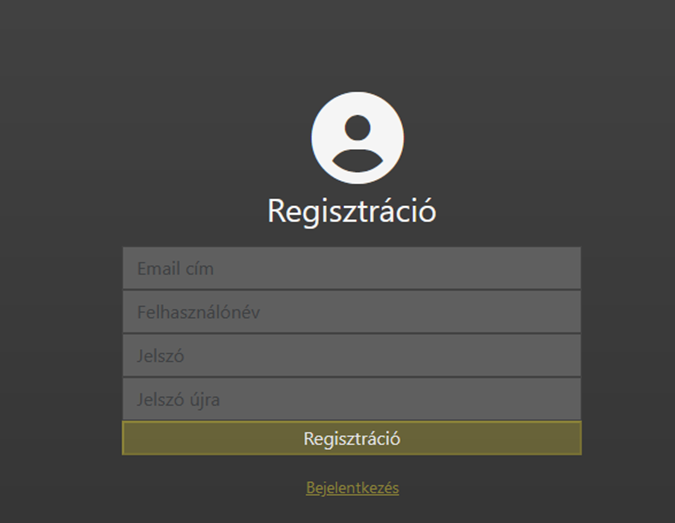 Regisztráció
Email cím
Felhasználónév
Jelszó
Jelszó újra
Regisztráció
Bejelentkezés